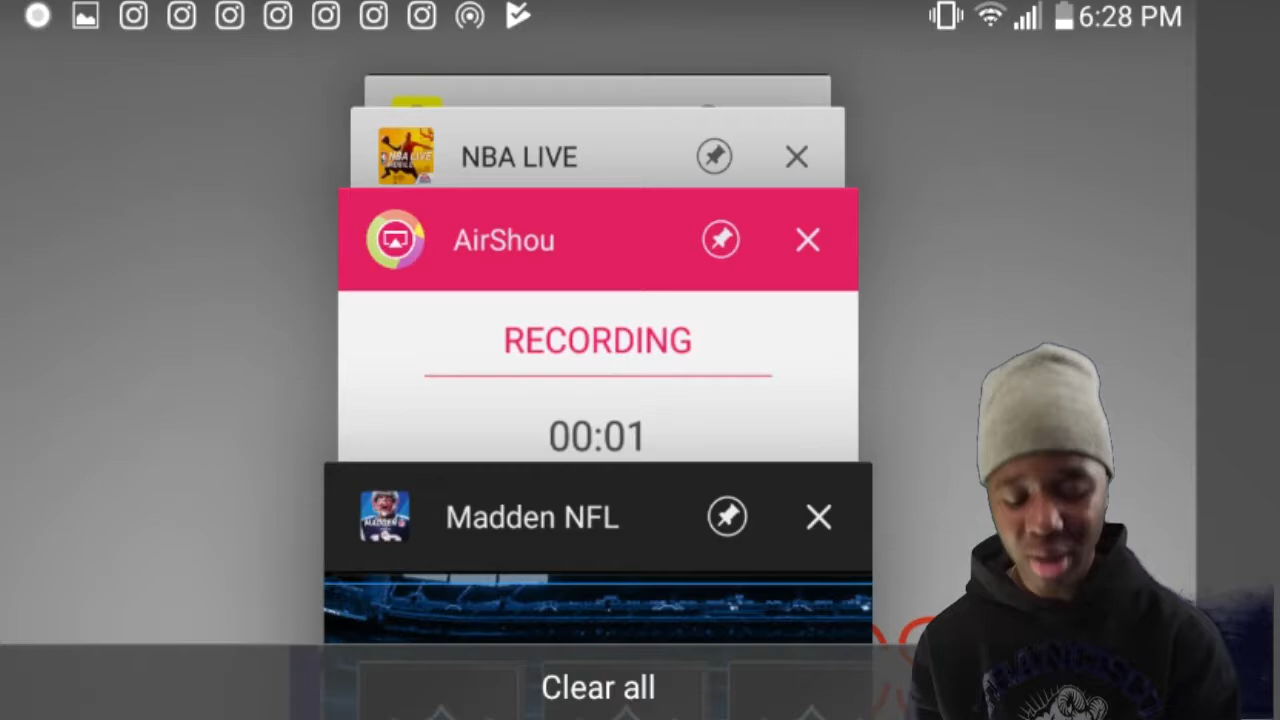 6:28 PM
NBA LIVE
AirShou
RECORDING
00:01
Madden NFL
Clear all